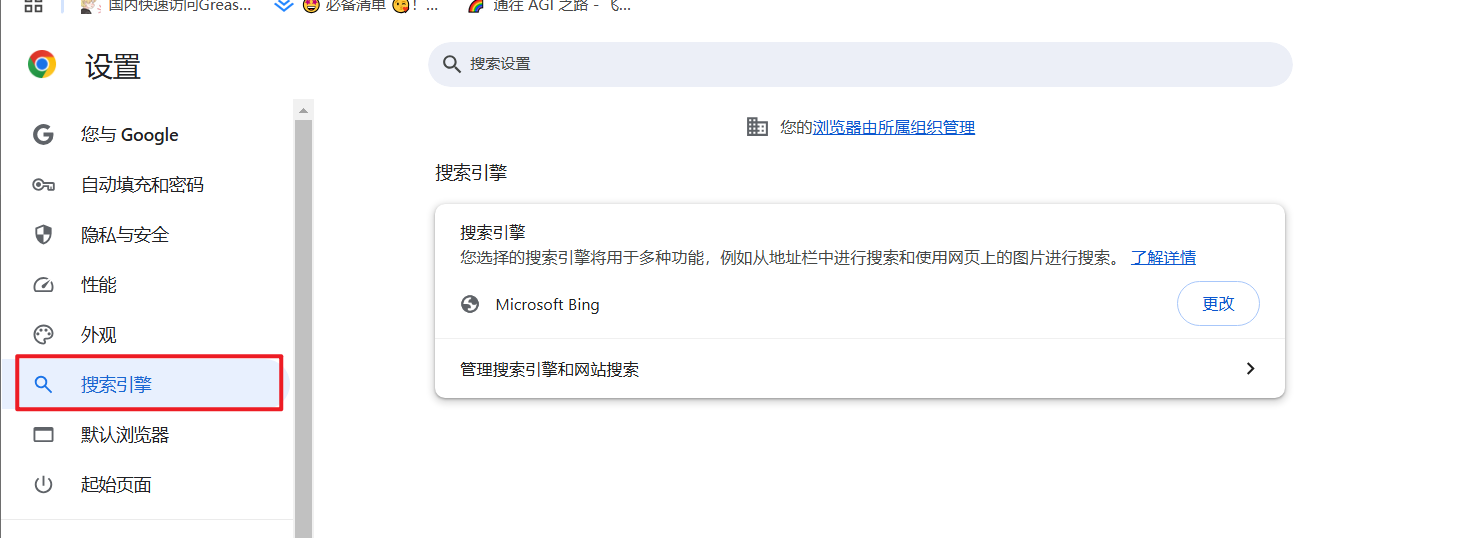 国内快速访问Greas...
必备清单 😘！...
通往 AGI 之路 - 飞...
设置
搜索设置
您与 Google
自动填充和密码
隐私与安全
性能
外观
搜索引擎
默认浏览器
起始页面
您的浏览器由所属组织管理
搜索引擎
搜索引擎
您选择的搜索引擎将用于多种功能，例如从地址栏中进行搜索和使用网页上的图片进行搜索。 了解详情
Microsoft Bing
更改
管理搜索引擎和网站搜索